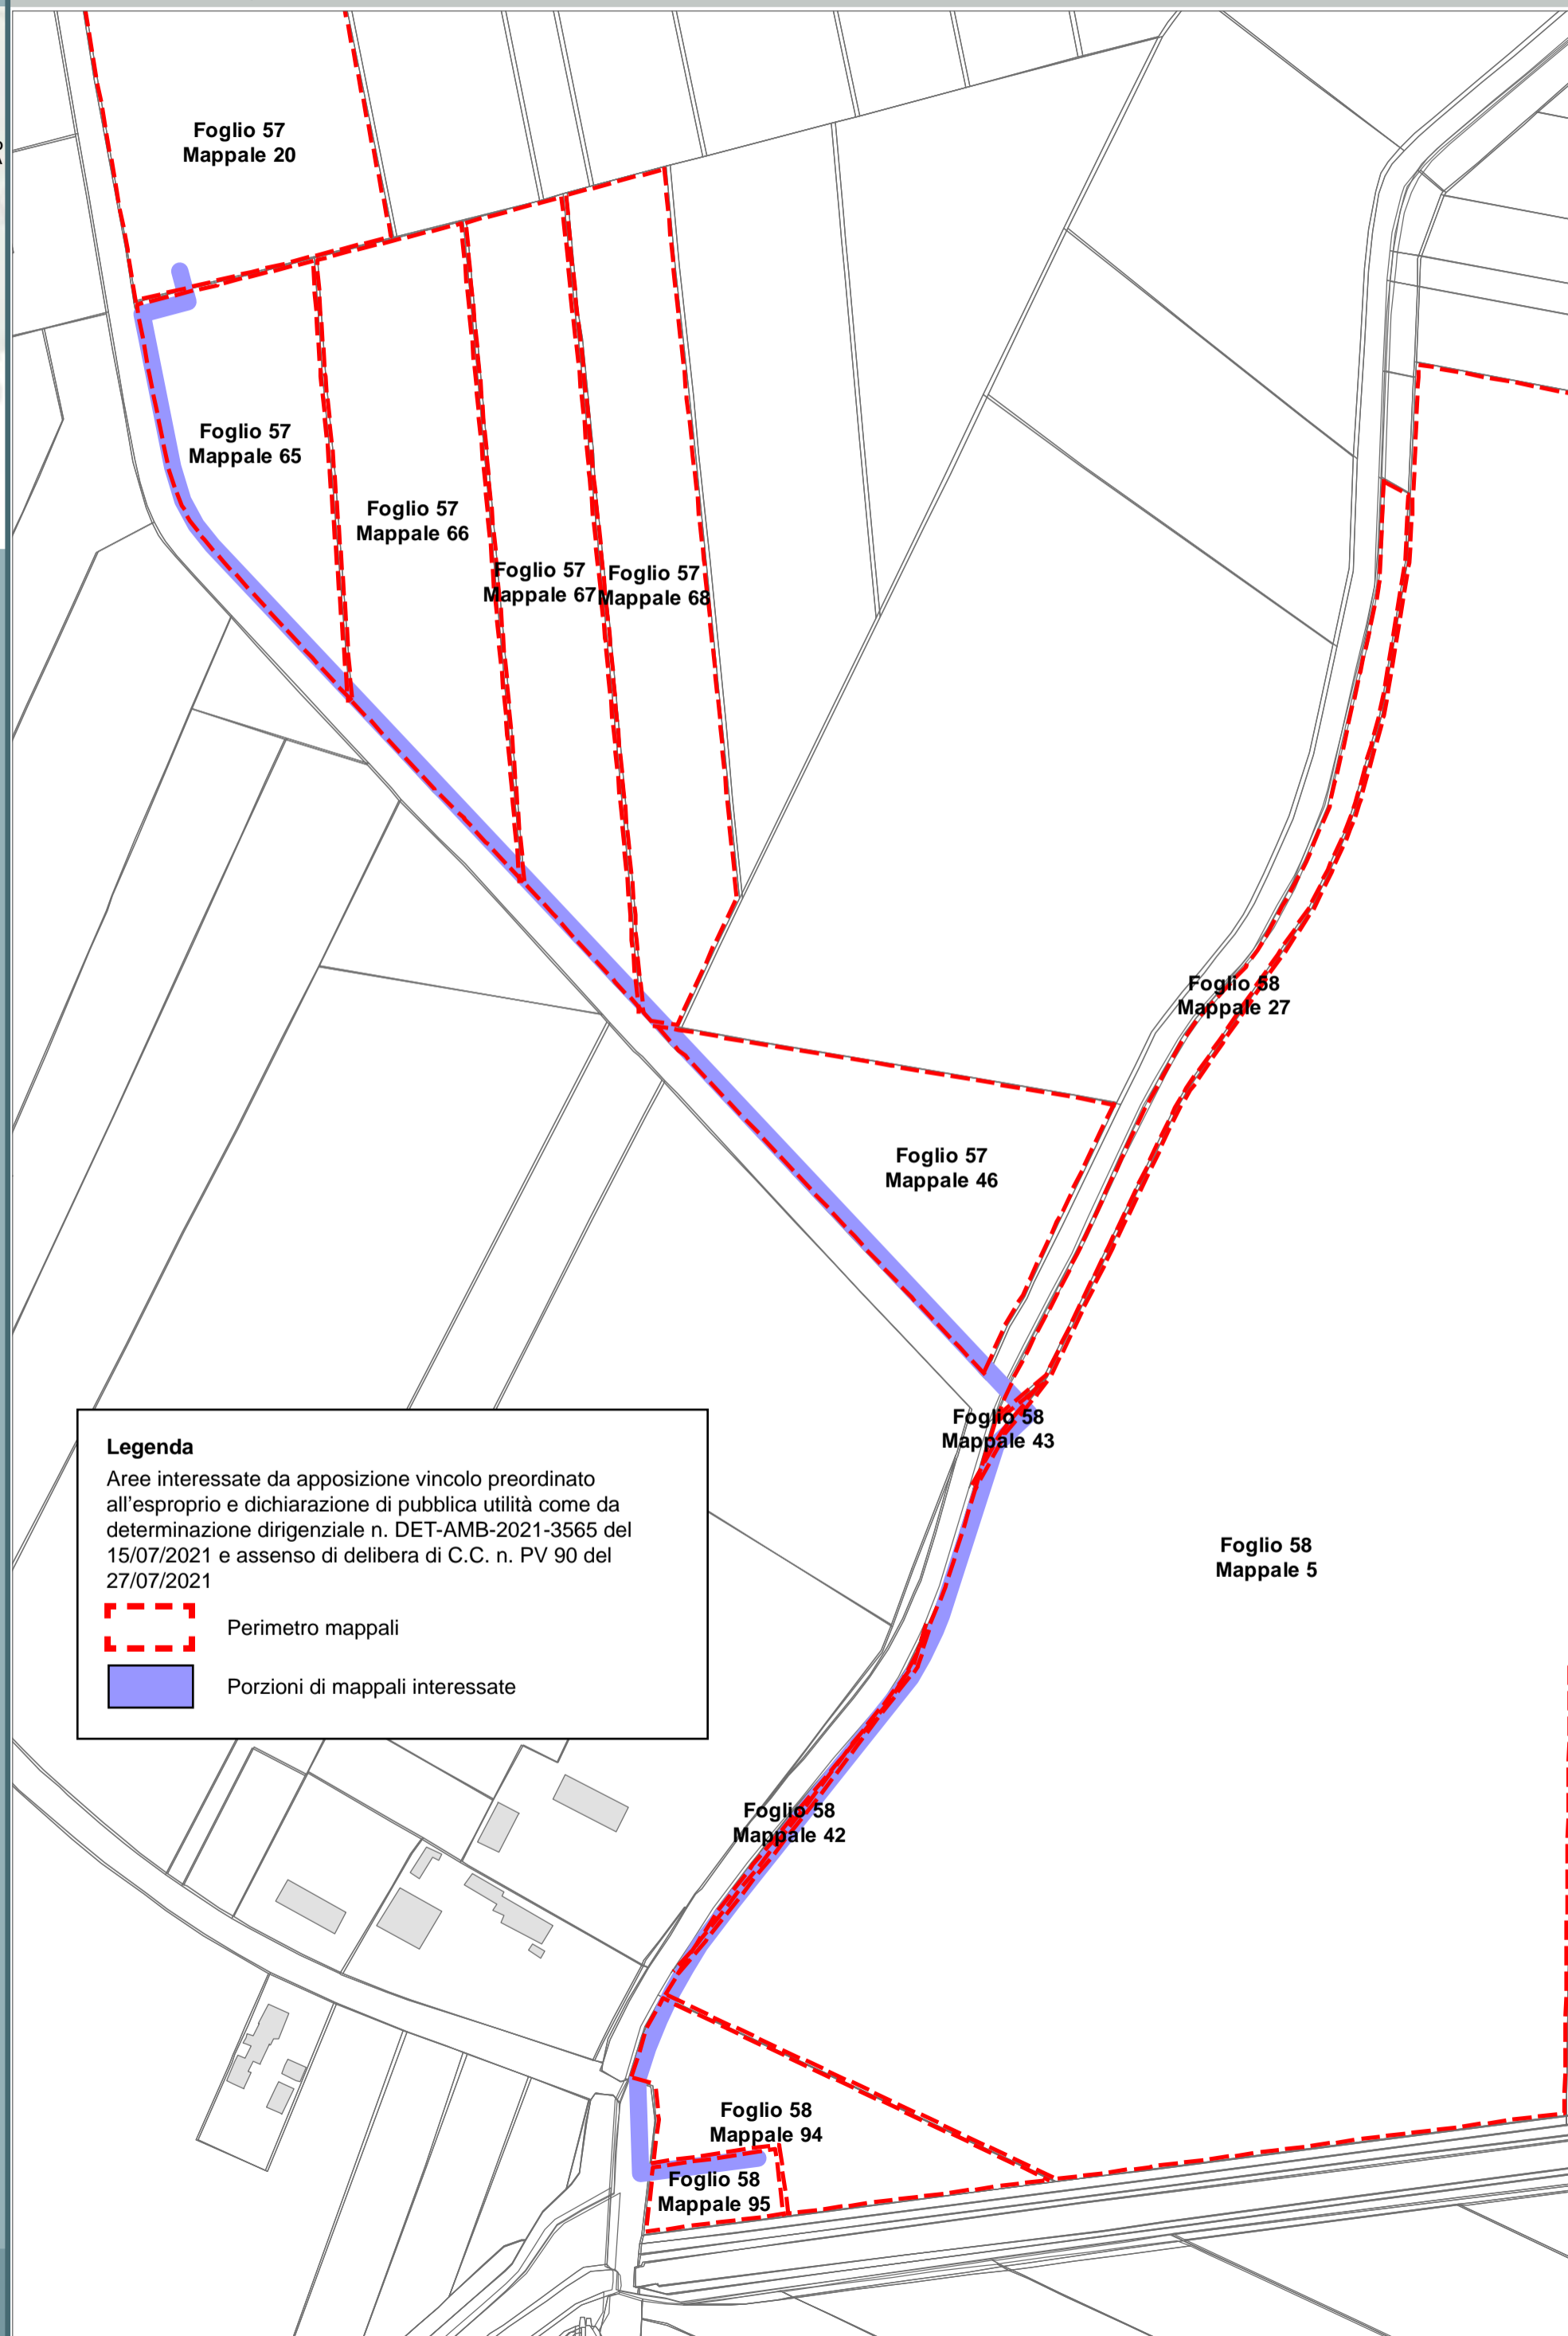 Foglio 57
Mappale 20
Foglio 57
Mappale 65
Foglio 57
Mappale 66
Foglio 57
Mappale 67
Foglio 57
Mappale 68
Foglio 58
Mappale 27
Foglio 57
Mappale 46
Foglio 58
Mappale 43
Legenda
Aree interessate da apposizione vincolo preordinato
all'esproprio e dichiarazione di pubblica utilità come da
determinazione dirigenziale n. DET-AMB-2021-3565 del
15/07/2021 e assenso di delibera di C.C. n. PV 90 del
27/07/2021
Perimetro mappali
Porzioni di mappali interessate
Foglio 58
Mappale 5
Foglio 58
Mappale 42
Foglio 58
Mappale 94
Foglio 58
Mappale 95